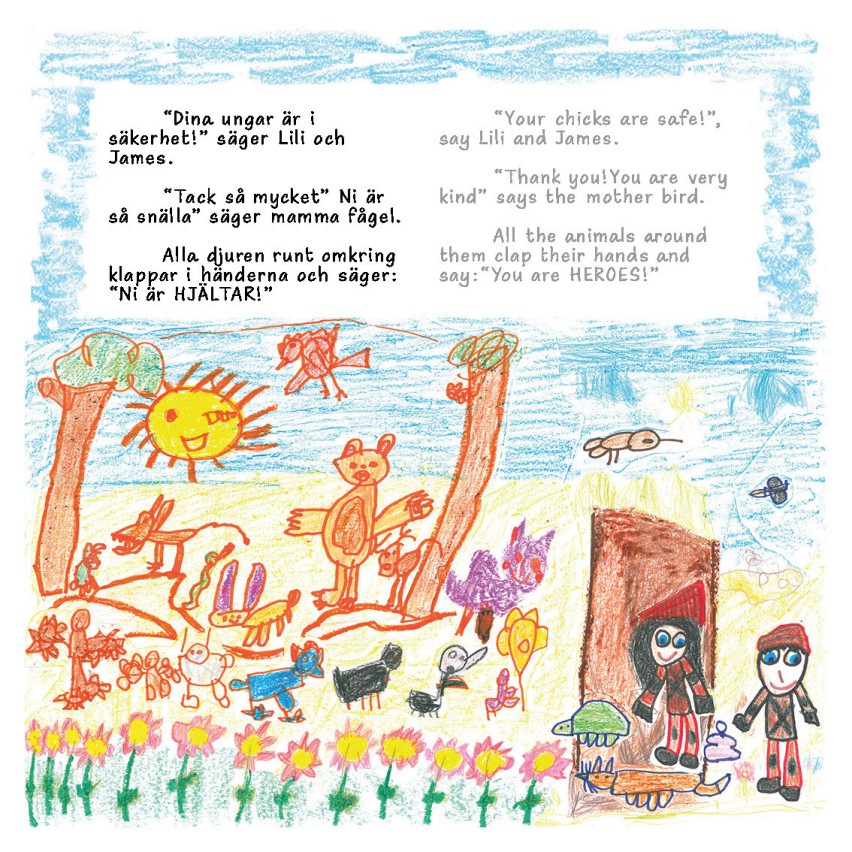 “Dina ungar är i
säkerhet!” säger Lili och
James.
“Tack så mycket” Ni är
så snälla” säger mamma fågel.
Alla djuren runt omkring
klappar i händerna och säger:
“Ni är HJÄLTAR!”
“Your chicks are safe!”,
say Lili and James.
“Thank you!You are very
kind” says the mother bird.
All the animals around
them clap their hands and
say:“You are HEROES!”